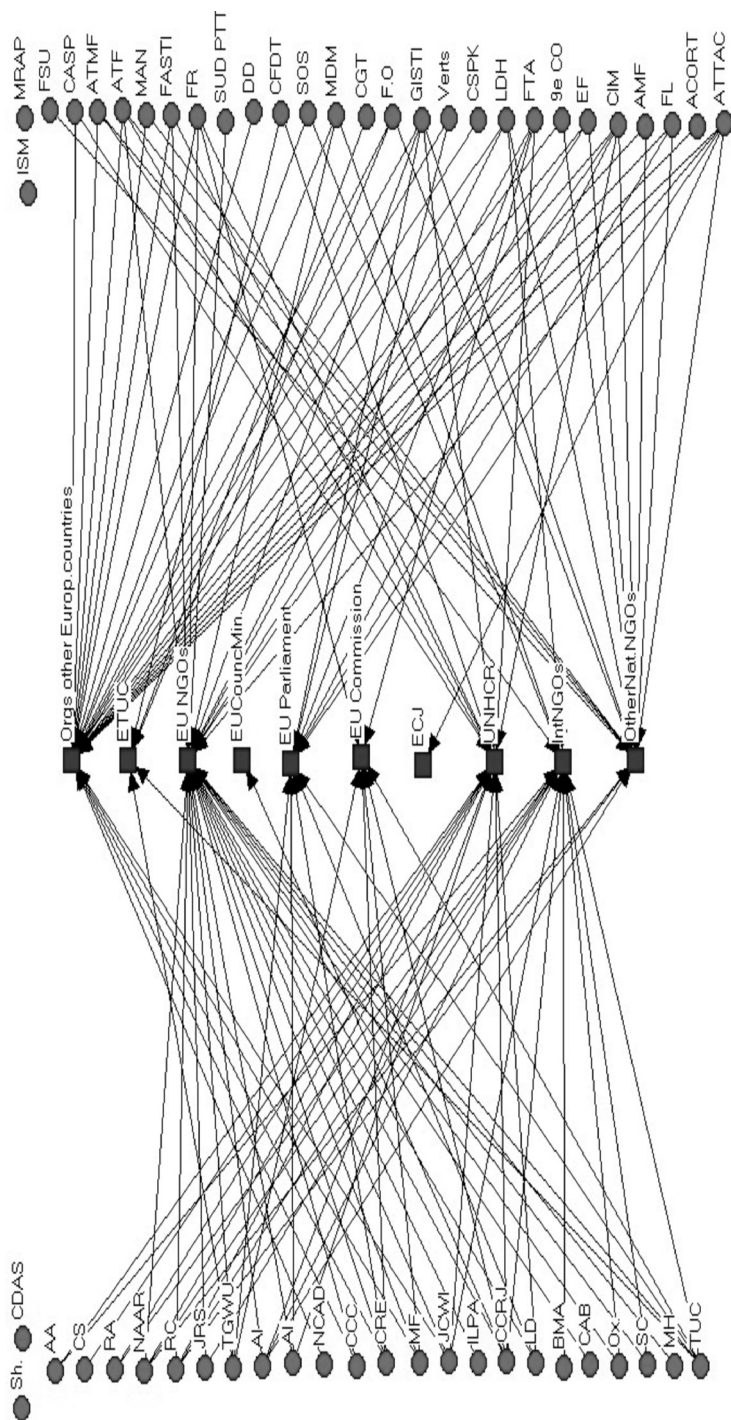 Sh.
CDAS
AA
CS
RA
NAAR
RC
JRS
TGWU
AI
AI
NCAD
CCC
CRE
MF
JCWI
ILPA
CCRJ
LD
BMA
CAB
Ox
SC
MH
TUC
Orgs other Europ.countries
ETUC
EU NGOs
EUCouncMin.
EU Parliament
EU Commission
ECJ
UNHCR
IntNGOs
OtherNat.NGOs
ISM
MRAP
FSU
CASP
ATMF
ATF
MAN
FASTI
FR
SUD PTT
DD
CFDT
SOS
MDM
CGT
F.O
GISTI
Verts
CSPK
LDH
FTA
9e CO
EF
CIM
AMF
FL
ACORT
ATTAC